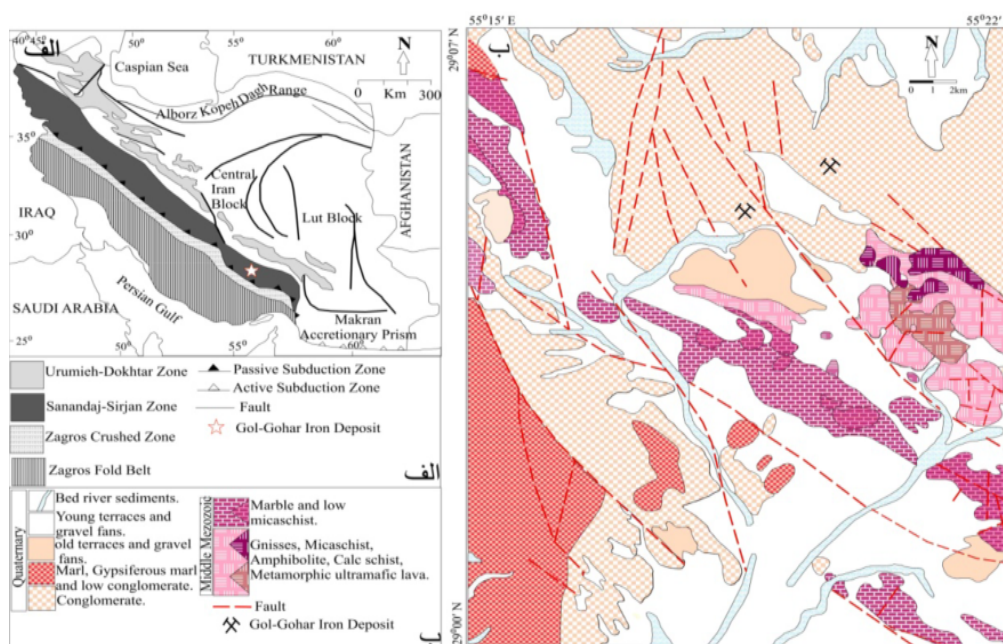 الف
40°45°
50°
55°
60°
N
0 Km 300
TURKMENISTAN
Caspian Sea
Alborz Kopeh Dagh Range
35°
Central
Iran
Block
Lut Block
AFGHANISTAN
IRAQ
30°
SAUDI ARABIA
Persian Gulf
Makran
Accretionary Prism
25°
50°
55°
60°
Urumieh-Dokhtar Zone
Sanandaj-Sirjan Zone
Zagros Crushed Zone
Zagros Fold Belt
Passive Subduction Zone
Active Subduction Zone
Fault
Gol-Gohar Iron Deposit
الف
Quaternary
Bed river sediments.
Young terraces and
gravel fans.
old terraces and gravel
fans.
Marl, Gypsiferous marl
and low conglomerate.
Conglomerate.
Middle Mezozoic
Marble and low
micaschist.
Gnisses, Micaschist,
Amphibolite, Calc schist,
Metamorphic ultramafic lava.
Fault
Gol-Gohar Iron Deposit
ب
55°15' E
55°22'
29°07'
ب
N
0 1 2km
29°00' N